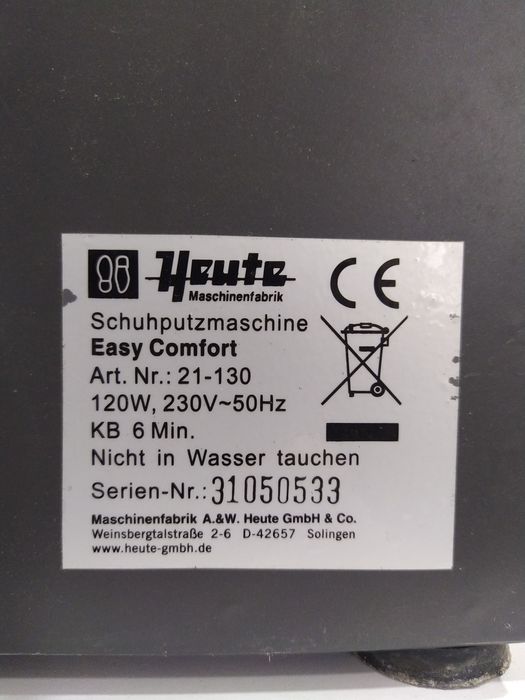 Heute
Maschinenfabrik
CE
Schuhputzmaschine
Easy Comfort
Art. Nr.: 21-130
120W, 230V~50Hz
KB 6 Min.
Nicht in Wasser tauchen
Serien-Nr.: 31050533
Maschinenfabrik A.&W. Heute GmbH & Co.
Weinsbergtalstraße 2-6 D-42657 Solingen
www.heute-gmbh.de